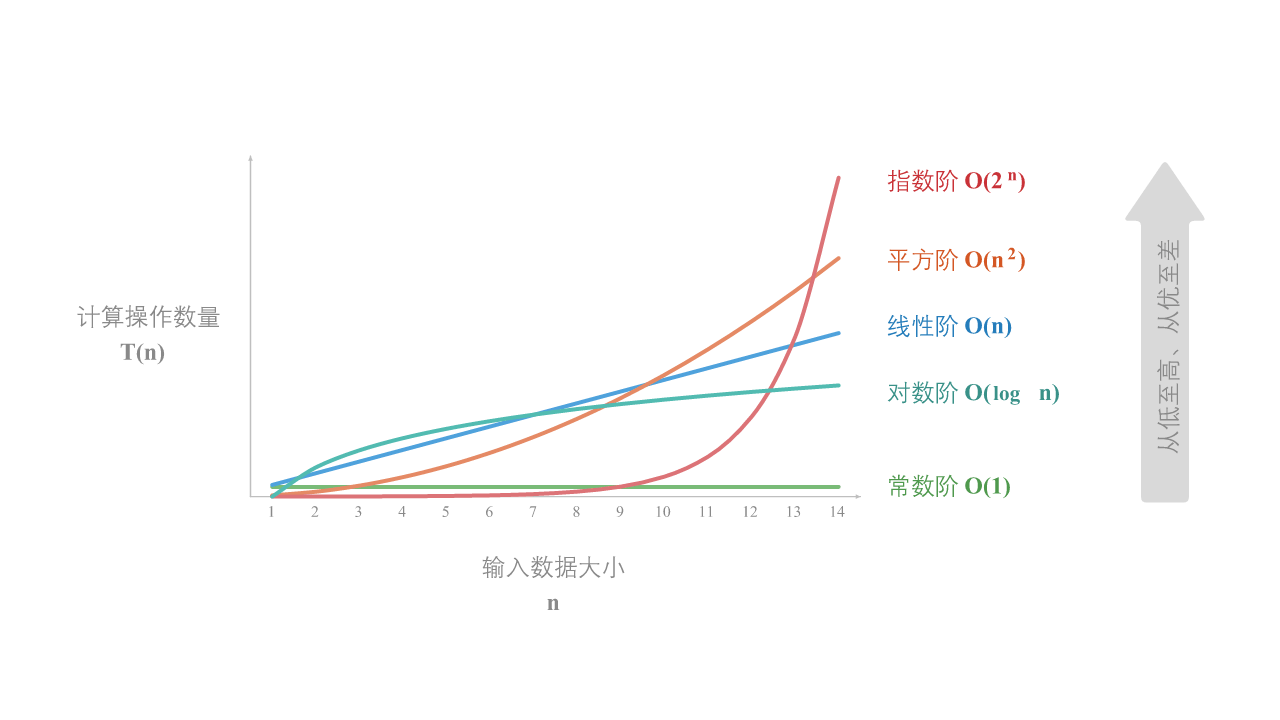 指数阶 O(2ⁿ)
平方阶 O(n²)
线性阶 O(n)
对数阶 O(log n)
常数阶 O(1)
从低至高、从优至差
计算操作数量
T(n)
1 2 3 4 5 6 7 8 9 10 11 12 13 14
输入数据大小
n